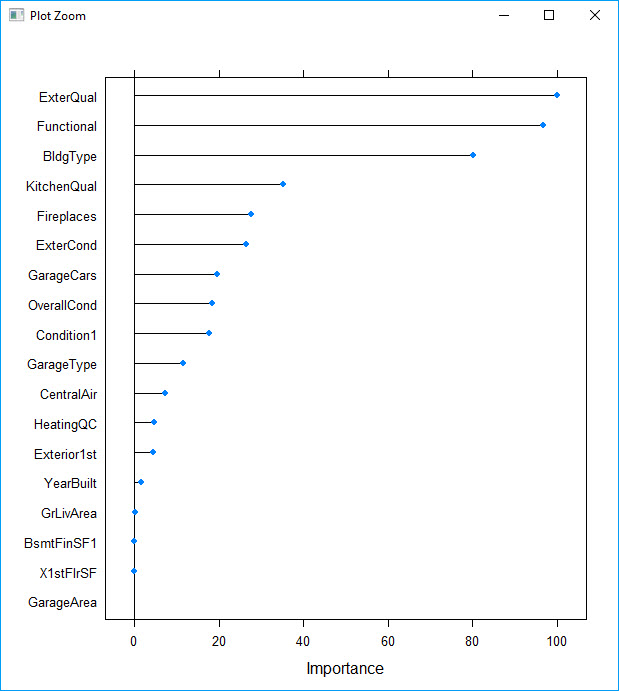 Plot Zoom
ExterQual
Functional
BldgType
KitchenQual
Fireplaces
ExterCond
GarageCars
OverallCond
Condition1
GarageType
CentralAir
HeatingQC
Exterior1st
YearBuilt
GrLivArea
BsmtFinSF1
X1stFlrSF
GarageArea
0 20 40 60 80 100
Importance